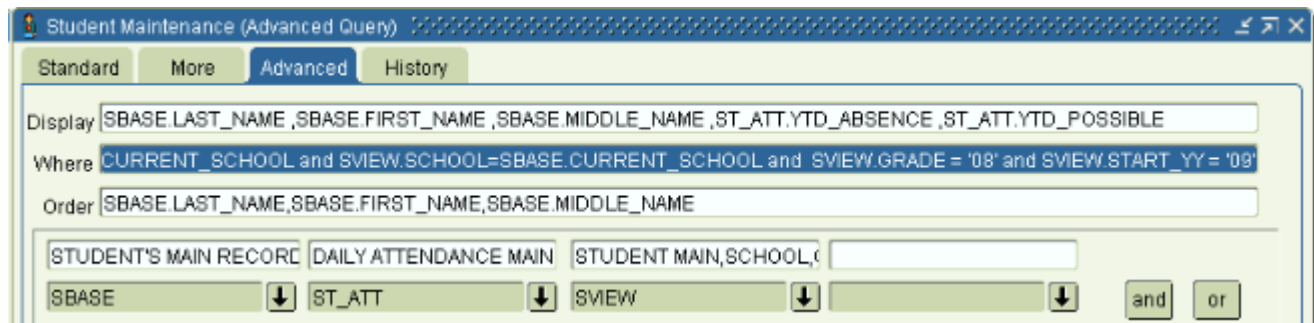 Student Maintenance (Advanced Query)
Standard More Advanced History
Display SBASE.LAST_NAME ,SBASE.FIRST_NAME ,SBASE.MIDDLE_NAME ,ST_ATT.YTD_ABSENCE ,ST_ATT.YTD_POSSIBLE
Where CURRENT_SCHOOL and SVIEW.SCHOOL=SBASE.CURRENT_SCHOOL and SVIEW.GRADE = '08' and SVIEW.START_YY = '09'
Order SBASE.LAST_NAME,SBASE.FIRST_NAME,SBASE.MIDDLE_NAME
STUDENT'S MAIN RECORD DAILY ATTENDANCE MAIN STUDENT MAIN,SCHOOL,
SBASE ST_ATT SVIEW and or